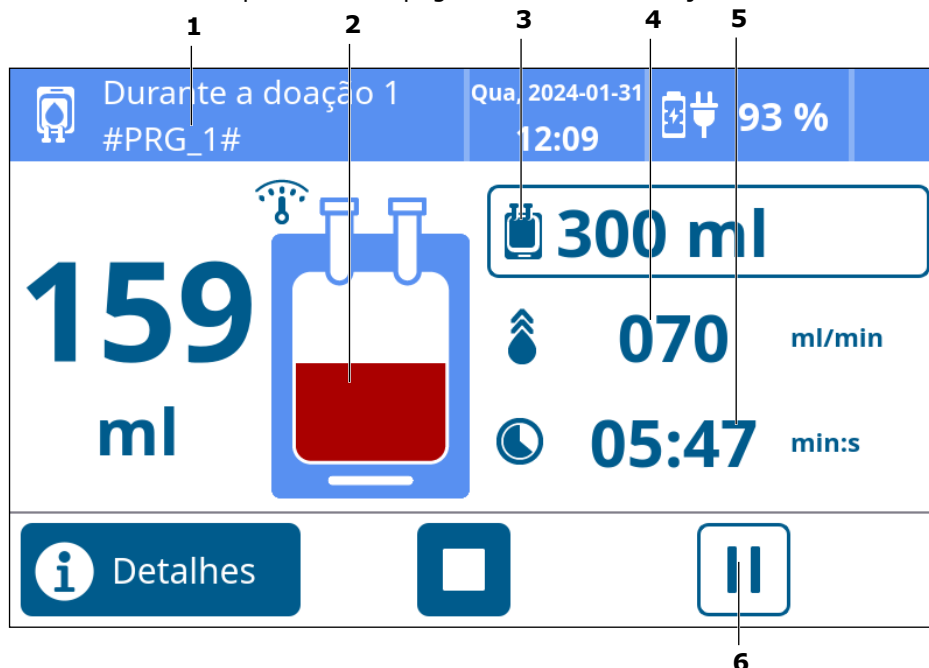 1 2 3 4 5
Durante a doação 1
#PRG_1#
Qua, 2024-01-31
12:09
93 %
159
ml
300 ml
070 ml/min
05:47 min:s
Detalhes
6